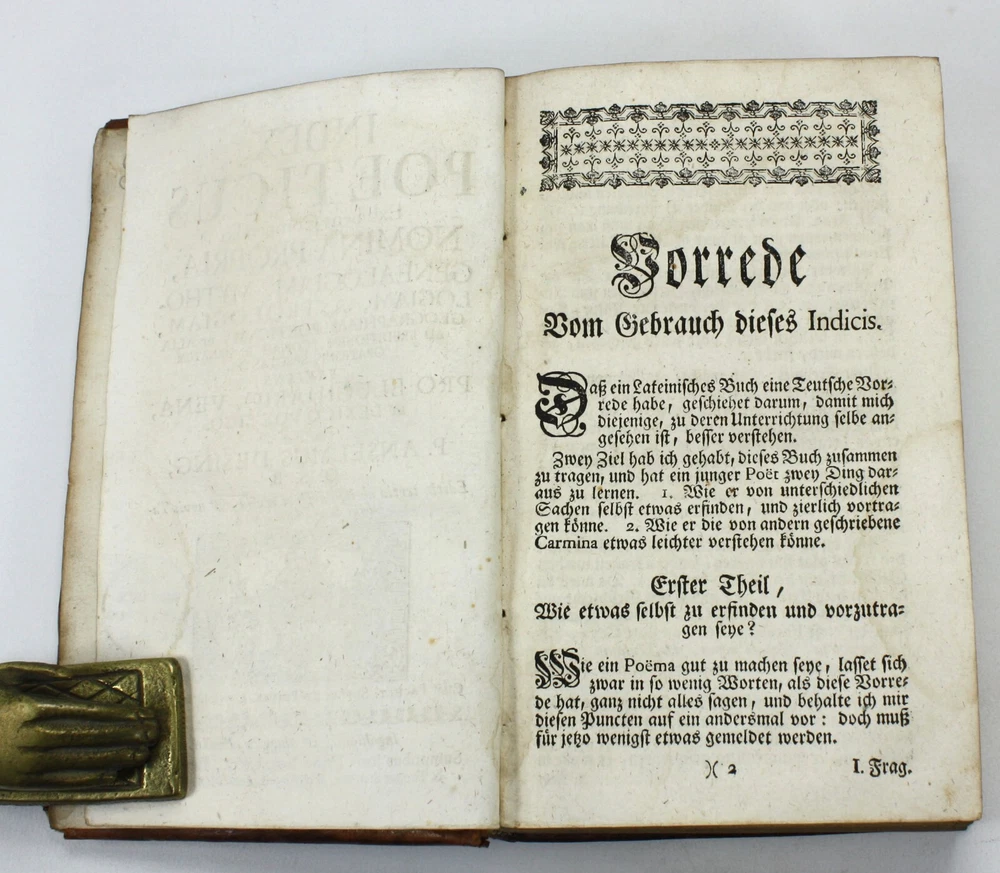 INDEX
POETICUS
NOMINA PROPRIA,
P. ANSELMUS DESING,
Vorrede
Vom Gebrauch dieses Indicis.
Daß ein Lateinisches Buch eine Teutsche Vor-
rede habe, geschiehet darum, damit mich
diejenige, zu deren Unterrichtung selbe an-
gesehen ist, besser verstehen.
Zwey Ziel hab ich gehabt, dieses Buch zusammen
zu tragen, und hat ein junger Poët zwey Ding dar-
aus zu lernen. 1. Wie er von unterschiedlichen
Sachen selbst etwas erfinden, und zierlich vortra-
gen könne. 2. Wie er die von andern geschriebene
Carmina etwas leichter verstehen könne.
Erster Theil,
Wie etwas selbst zu erfinden und vorzutra-
gen seye?
Wie ein Poëma gut zu machen seye, lasset sich
zwar in so wenig Worten, als diese Vorre-
de hat, ganz nicht alles sagen, und behalte ich mir
diesen Puncten auf ein andersmal vor: doch muß
für jetzo wenigst etwas gemeldet werden.
)( 2 I. Frag.